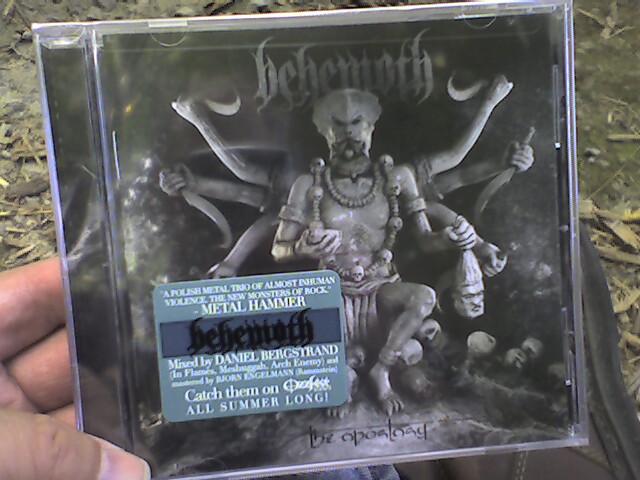 behemoth
"A POLISH METAL TRIO OF ALMOST INHUMAN
VIOLENCE. THE NEW MONSTERS OF ROCK."
- METAL HAMMER
behemoth
Mixed by DANIEL BERGSTRAND
(In Flames, Meshuggah, Arch Enemy) and
mastered by BJORN ENGELMANN (Rammstein)
Catch them on Ozzfest
ALL SUMMER LONG!
the apostasy